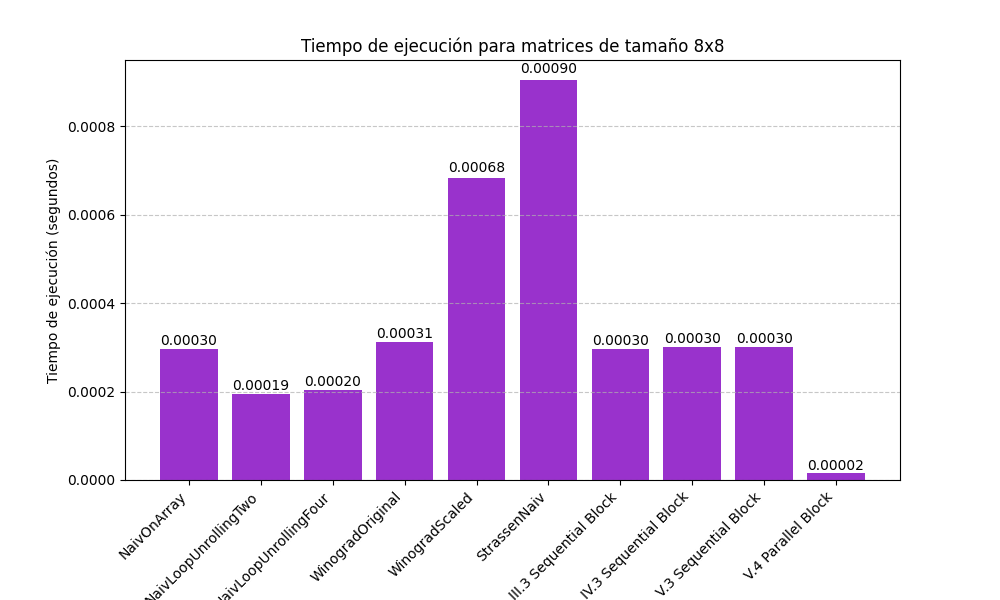 Tiempo de ejecución para matrices de tamaño 8x8
Tiempo de ejecución (segundos)
0.0008
0.0006
0.0004
0.0002
0.0000
0.00030
0.00019
0.00020
0.00031
0.00068
0.00090
0.00030
0.00030
0.00030
0.00002
NaivOnArray
NaivLoopUnrollingTwo
NaivLoopUnrollingFour
WinogradOriginal
WinogradScaled
StrassenNaiv
III.3 Sequential Block
IV.3 Sequential Block
V.3 Sequential Block
V.4 Parallel Block